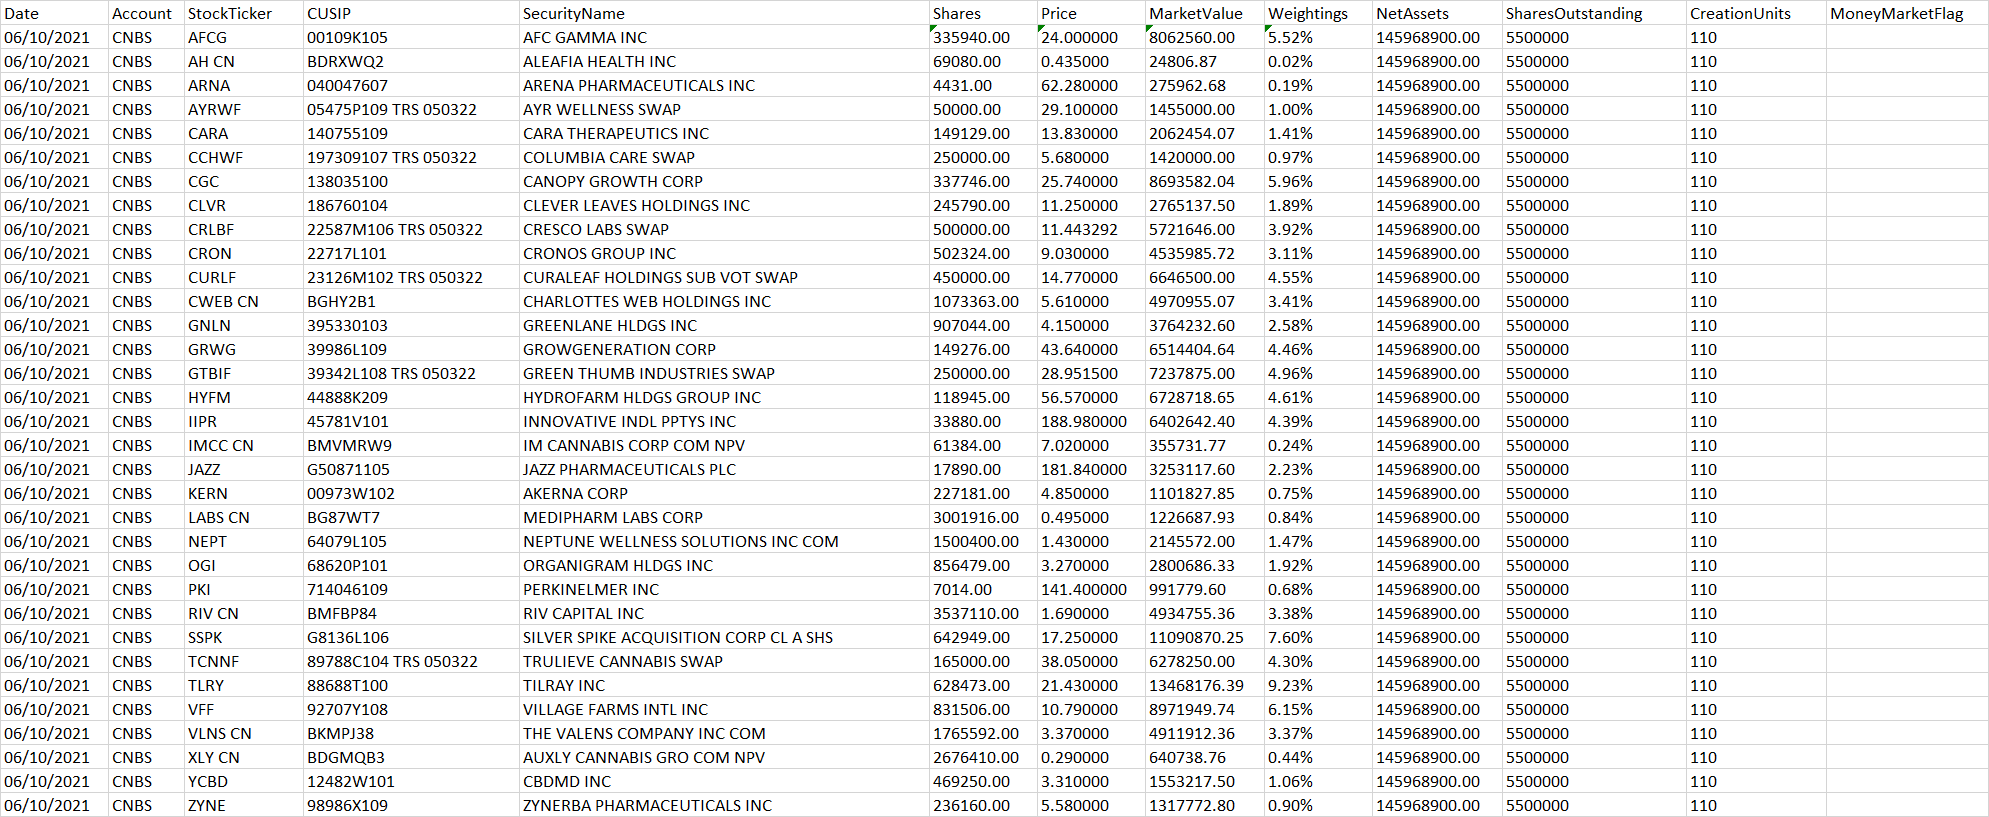 Date Account StockTicker CUSIP SecurityName Shares Price MarketValue Weightings NetAssets SharesOutstanding CreationUnits MoneyMarketFlag
06/10/2021 CNBS AFCG 00109K105 AFC GAMMA INC 335940.00 24.000000 8062560.00 5.52% 145968900.00 5500000 110
06/10/2021 CNBS AH CN BDRXWQ2 ALEAFIA HEALTH INC 69080.00 0.435000 24806.87 0.02% 145968900.00 5500000 110
06/10/2021 CNBS ARNA 040047607 ARENA PHARMACEUTICALS INC 4431.00 62.280000 275962.68 0.19% 145968900.00 5500000 110
06/10/2021 CNBS AYRWF 05475P109 TRS 050322 AYR WELLNESS SWAP 50000.00 29.100000 1455000.00 1.00% 145968900.00 5500000 110
06/10/2021 CNBS CARA 140755109 CARA THERAPEUTICS INC 149129.00 13.830000 2062454.07 1.41% 145968900.00 5500000 110
06/10/2021 CNBS CCHWF 197309107 TRS 050322 COLUMBIA CARE SWAP 250000.00 5.680000 1420000.00 0.97% 145968900.00 5500000 110
06/10/2021 CNBS CGC 138035100 CANOPY GROWTH CORP 337746.00 25.740000 8693582.04 5.96% 145968900.00 5500000 110
06/10/2021 CNBS CLVR 186760104 CLEVER LEAVES HOLDINGS INC 245790.00 11.250000 2765137.50 1.89% 145968900.00 5500000 110
06/10/2021 CNBS CRLBF 22587M106 TRS 050322 CRESCO LABS SWAP 500000.00 11.443292 5721646.00 3.92% 145968900.00 5500000 110
06/10/2021 CNBS CRON 22717L101 CRONOS GROUP INC 502324.00 9.030000 4535985.72 3.11% 145968900.00 5500000 110
06/10/2021 CNBS CURLF 23126M102 TRS 050322 CURALEAF HOLDINGS SUB VOT SWAP 450000.00 14.770000 6646500.00 4.55% 145968900.00 5500000 110
06/10/2021 CNBS CWEB CN BGHY2B1 CHARLOTTES WEB HOLDINGS INC 1073363.00 5.610000 4970955.07 3.41% 145968900.00 5500000 110
06/10/2021 CNBS GNLN 395330103 GREENLANE HLDGS INC 907044.00 4.150000 3764232.60 2.58% 145968900.00 5500000 110
06/10/2021 CNBS GRWG 39986L109 GROWGENERATION CORP 149276.00 43.640000 6514404.64 4.46% 145968900.00 5500000 110
06/10/2021 CNBS GTBIF 39342L108 TRS 050322 GREEN THUMB INDUSTRIES SWAP 250000.00 28.951500 7237875.00 4.96% 145968900.00 5500000 110
06/10/2021 CNBS HYFM 44888K209 HYDROFARM HLDGS GROUP INC 118945.00 56.570000 6728718.65 4.61% 145968900.00 5500000 110
06/10/2021 CNBS IIPR 45781V101 INNOVATIVE INDL PPTYS INC 33880.00 188.980000 6402642.40 4.39% 145968900.00 5500000 110
06/10/2021 CNBS IMCC CN BMVMRW9 IM CANNABIS CORP COM NPV 61384.00 7.020000 355731.77 0.24% 145968900.00 5500000 110
06/10/2021 CNBS JAZZ G50871105 JAZZ PHARMACEUTICALS PLC 17890.00 181.840000 3253117.60 2.23% 145968900.00 5500000 110
06/10/2021 CNBS KERN 00973W102 AKERNA CORP 227181.00 4.850000 1101827.85 0.75% 145968900.00 5500000 110
06/10/2021 CNBS LABS CN BG87WT7 MEDIPHARM LABS CORP 3001916.00 0.495000 1226687.93 0.84% 145968900.00 5500000 110
06/10/2021 CNBS NEPT 64079L105 NEPTUNE WELLNESS SOLUTIONS INC COM 1500400.00 1.430000 2145572.00 1.47% 145968900.00 5500000 110
06/10/2021 CNBS OGI 68620P101 ORGANIGRAM HLDGS INC 856479.00 3.270000 2800686.33 1.92% 145968900.00 5500000 110
06/10/2021 CNBS PKI 714046109 PERKINELMER INC 7014.00 141.400000 991779.60 0.68% 145968900.00 5500000 110
06/10/2021 CNBS RIV CN BMFBP84 RIV CAPITAL INC 3537110.00 1.690000 4934755.36 3.38% 145968900.00 5500000 110
06/10/2021 CNBS SSPK G8136L106 SILVER SPIKE ACQUISITION CORP CL A SHS 642949.00 17.250000 11090870.25 7.60% 145968900.00 5500000 110
06/10/2021 CNBS TCNNF 89788C104 TRS 050322 TRULIEVE CANNABIS SWAP 165000.00 38.050000 6278250.00 4.30% 145968900.00 5500000 110
06/10/2021 CNBS TLRY 88688T100 TILRAY INC 628473.00 21.430000 13468176.39 9.23% 145968900.00 5500000 110
06/10/2021 CNBS VFF 92707Y108 VILLAGE FARMS INTL INC 831506.00 10.790000 8971949.74 6.15% 145968900.00 5500000 110
06/10/2021 CNBS VLNS CN BKMPJ38 THE VALENS COMPANY INC COM 1765592.00 3.370000 4911912.36 3.37% 145968900.00 5500000 110
06/10/2021 CNBS XLY CN BDGMQB3 AUXLY CANNABIS GRO COM NPV 2676410.00 0.290000 640738.76 0.44% 145968900.00 5500000 110
06/10/2021 CNBS YCBD 12482W101 CBDMD INC 469250.00 3.310000 1553217.50 1.06% 145968900.00 5500000 110
06/10/2021 CNBS ZYNE 98986X109 ZYNERBA PHARMACEUTICALS INC 236160.00 5.580000 1317772.80 0.90% 145968900.00 5500000 110